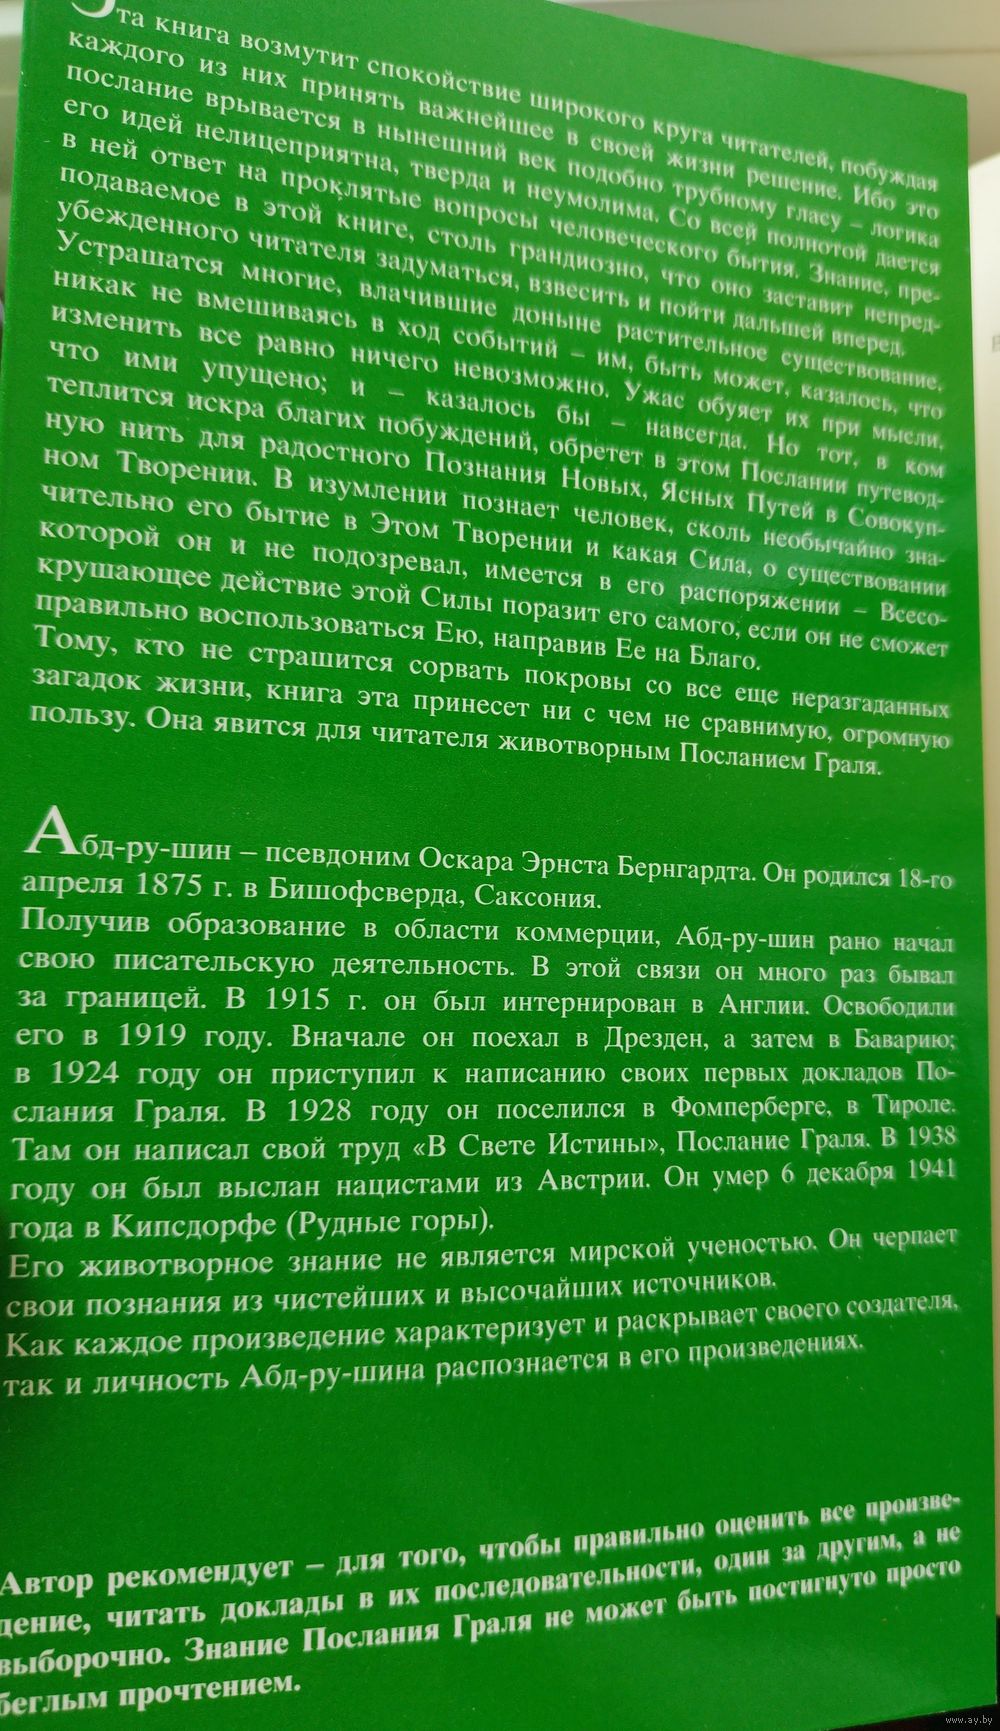 Эта книга возмутит спокойствие широкого круга читателей, побуждая
каждого из них принять важнейшее в своей жизни решение. Ибо это
послание врывается в нынешний век подобно трубному гласу – логика
его идей нелицеприятна, тверда и неумолима. Со всей полнотой дается
в ней ответ на проклятые вопросы человеческого бытия. Знание, пре-
подаваемое в этой книге, столь грандиозно, что оно заставит непред-
убежденного читателя задуматься, взвесить и пойти дальшей вперед.
Устрашатся многие, влачившие доныне растительное существование,
никак не вмешиваясь в ход событий – им, быть может, казалось, что
изменить все равно ничего невозможно. Ужас обуяет их при мысли,
что ими упущено; и – казалось бы – навсегда. Но тот, в ком
теплится искра благих побуждений, обретет в этом Послании путевод-
ную нить для радостного Познания Новых, Ясных Путей в Совокуп-
ном Творении. В изумлении познает человек, сколь необычайно зна-
чительно его бытие в Этом Творении и какая Сила, о существовании
которой он и не подозревал, имеется в его распоряжении – Всесо-
крушающее действие этой Силы поразит его самого, если он не сможет
правильно воспользоваться Ею, направив Ее на Благо.
Тому, кто не страшится сорвать покровы со все еще неразгаданных
загадок жизни, книга эта принесет ни с чем не сравнимую, огромную
пользу. Она явится для читателя животворным Посланием Граля.
Абд-ру-шин – псевдоним Оскара Эрнста Бернгардта. Он родился 18-го
апреля 1875 г. в Бишофсверда, Саксония.
Получив образование в области коммерции, Абд-ру-шин рано начал
свою писательскую деятельность. В этой связи он много раз бывал
за границей. В 1915 г. он был интернирован в Англии. Освободили
его в 1919 году. Вначале он поехал в Дрезден, а затем в Баварию;
в 1924 году он приступил к написанию своих первых докладов По-
слания Граля. В 1928 году он поселился в Фомперберге, в Тироле.
Там он написал свой труд «В Свете Истины», Послание Граля. В 1938
году он был выслан нацистами из Австрии. Он умер 6 декабря 1941
года в Кипсдорфе (Рудные горы).
Его животворное знание не является мирской ученостью. Он черпает
свои познания из чистейших и высочайших источников.
Как каждое произведение характеризует и раскрывает своего создателя,
так и личность Абд-ру-шина распознается в его произведениях.
Автор рекомендует – для того, чтобы правильно оценить все произве-
дение, читать доклады в их последовательности, один за другим, а не
выборочно. Знание Послания Граля не может быть постигнуто просто
беглым прочтением.
www.ay.by